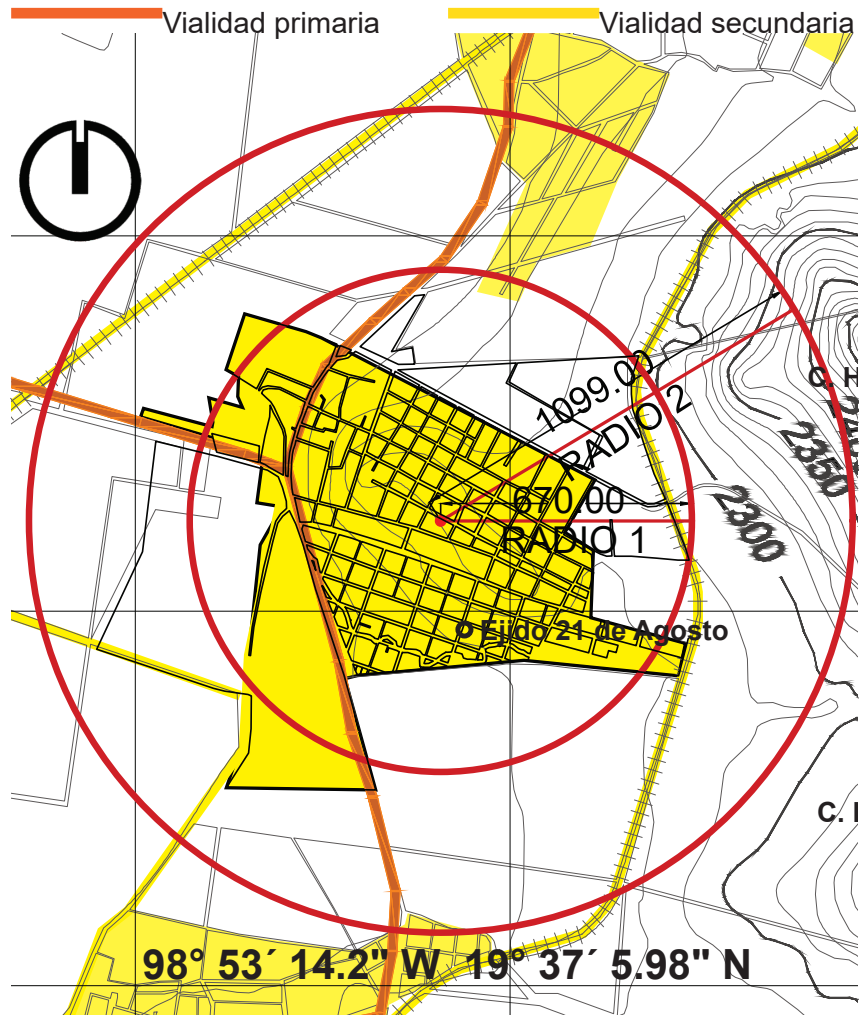 Vialidad primaria
Vialidad secundaria
1099.00
RADIO 2
C. H
2350
2300
670.00
RADIO 1
Ejido 21 de Agosto
98° 53´ 14.2" W 19° 37´ 5.98" N